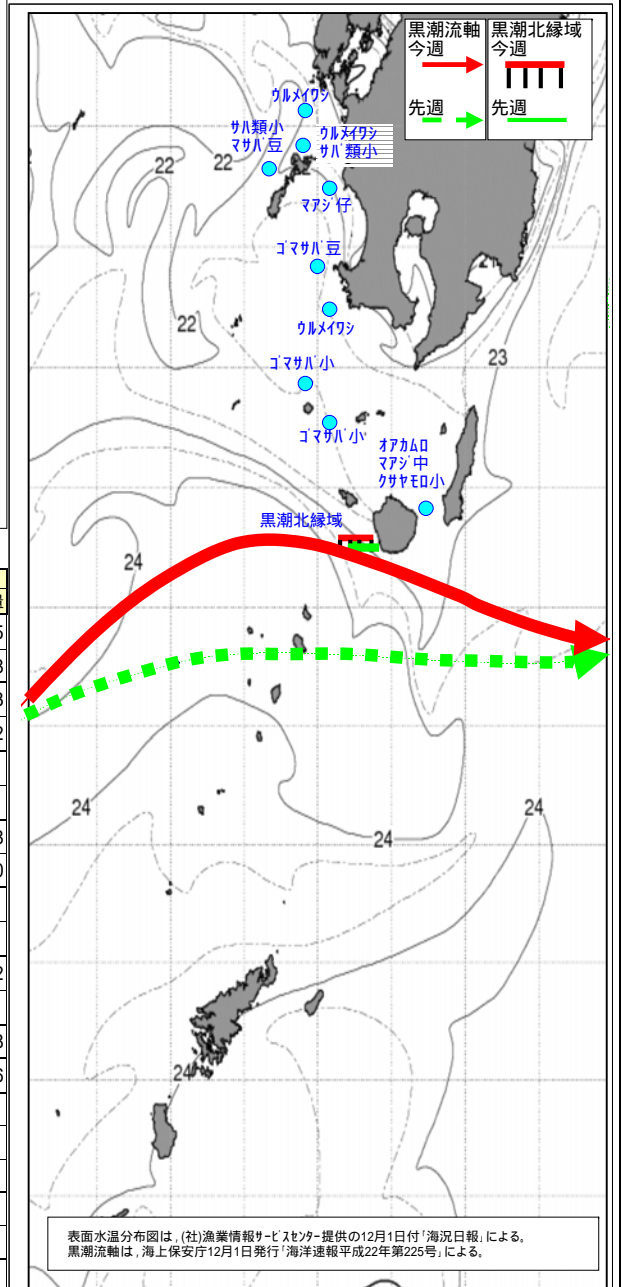 黒潮流軸
今週
先週
黒潮北縁域
今週
先週
ウルメイワシ
サバ類小
マサバ豆
ウルメイワシ
サバ類小
22
22
マアジ仔
ゴマサバ豆
22
ウルメイワシ
23
ゴマサバ小
ゴマサバ小
オアカムロ
マアジ中
クサヤモロ小
黒潮北縁域
24
24
24
24
24
表面水温分布図は,(社)漁業情報サービスセンター提供の12月1日付「海況日報」による。
黒潮流軸は,海上保安庁12月1日発行「海洋速報平成22年第225号」による。